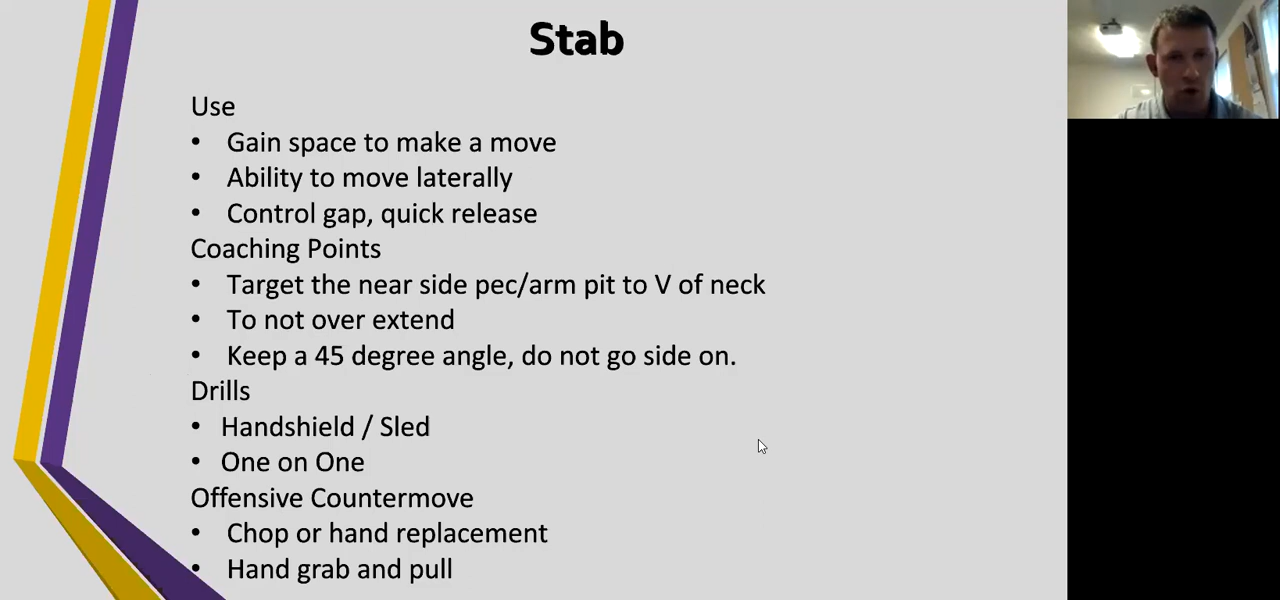 Stab
Use
• Gain space to make a move
• Ability to move laterally
• Control gap, quick release
Coaching Points
• Target the near side pec/arm pit to V of neck
• To not over extend
• Keep a 45 degree angle, do not go side on.
Drills
• Handshield / Sled
• One on One
Offensive Countermove
• Chop or hand replacement
• Hand grab and pull